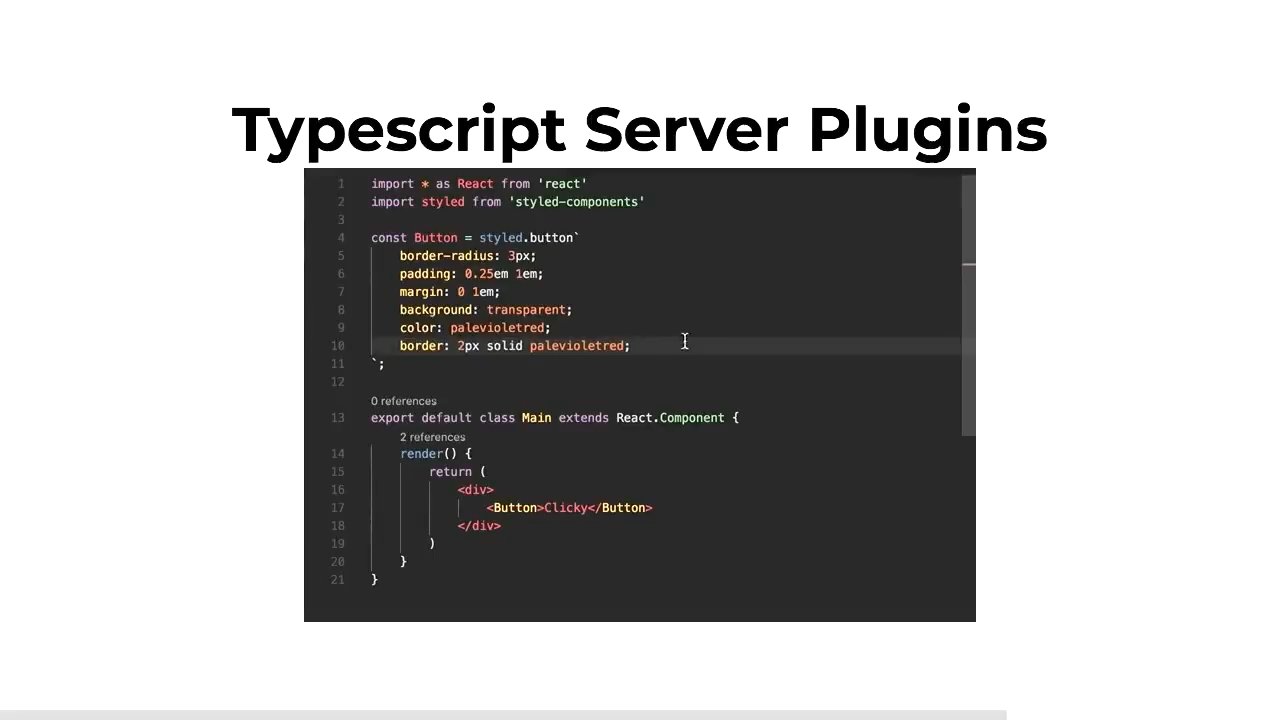 Typescript Server Plugins
1 import * as React from 'react'
2 import styled from 'styled-components'
3
4 const Button = styled.button`
5 border-radius: 3px;
6 padding: 0.25em 1em;
7 margin: 0 1em;
8 background: transparent;
9 color: palevioletred;
10 border: 2px solid palevioletred;
11 `;
12
0 references
13 export default class Main extends React.Component {
2 references
14 render() {
15 return (
16 <div>
17 <Button>Clicky</Button>
18 </div>
19 )
20 }
21 }